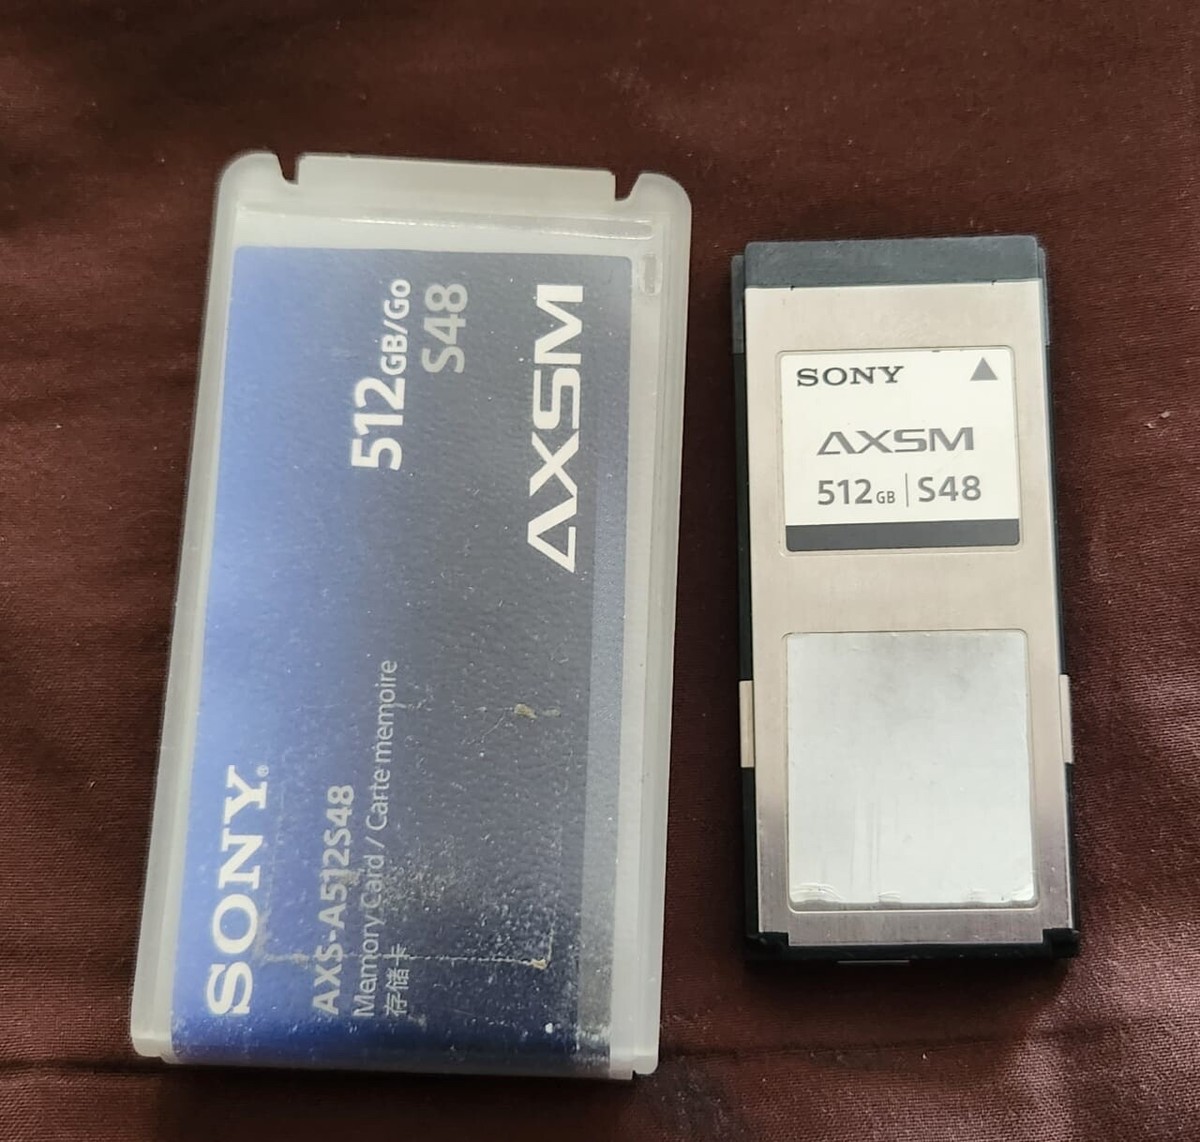 SONY®
AXS-A512S48
Memory Card / Carte memoire
存储卡
512GB/Go
S48
AXSM
SONY
AXSM
512GB | S48